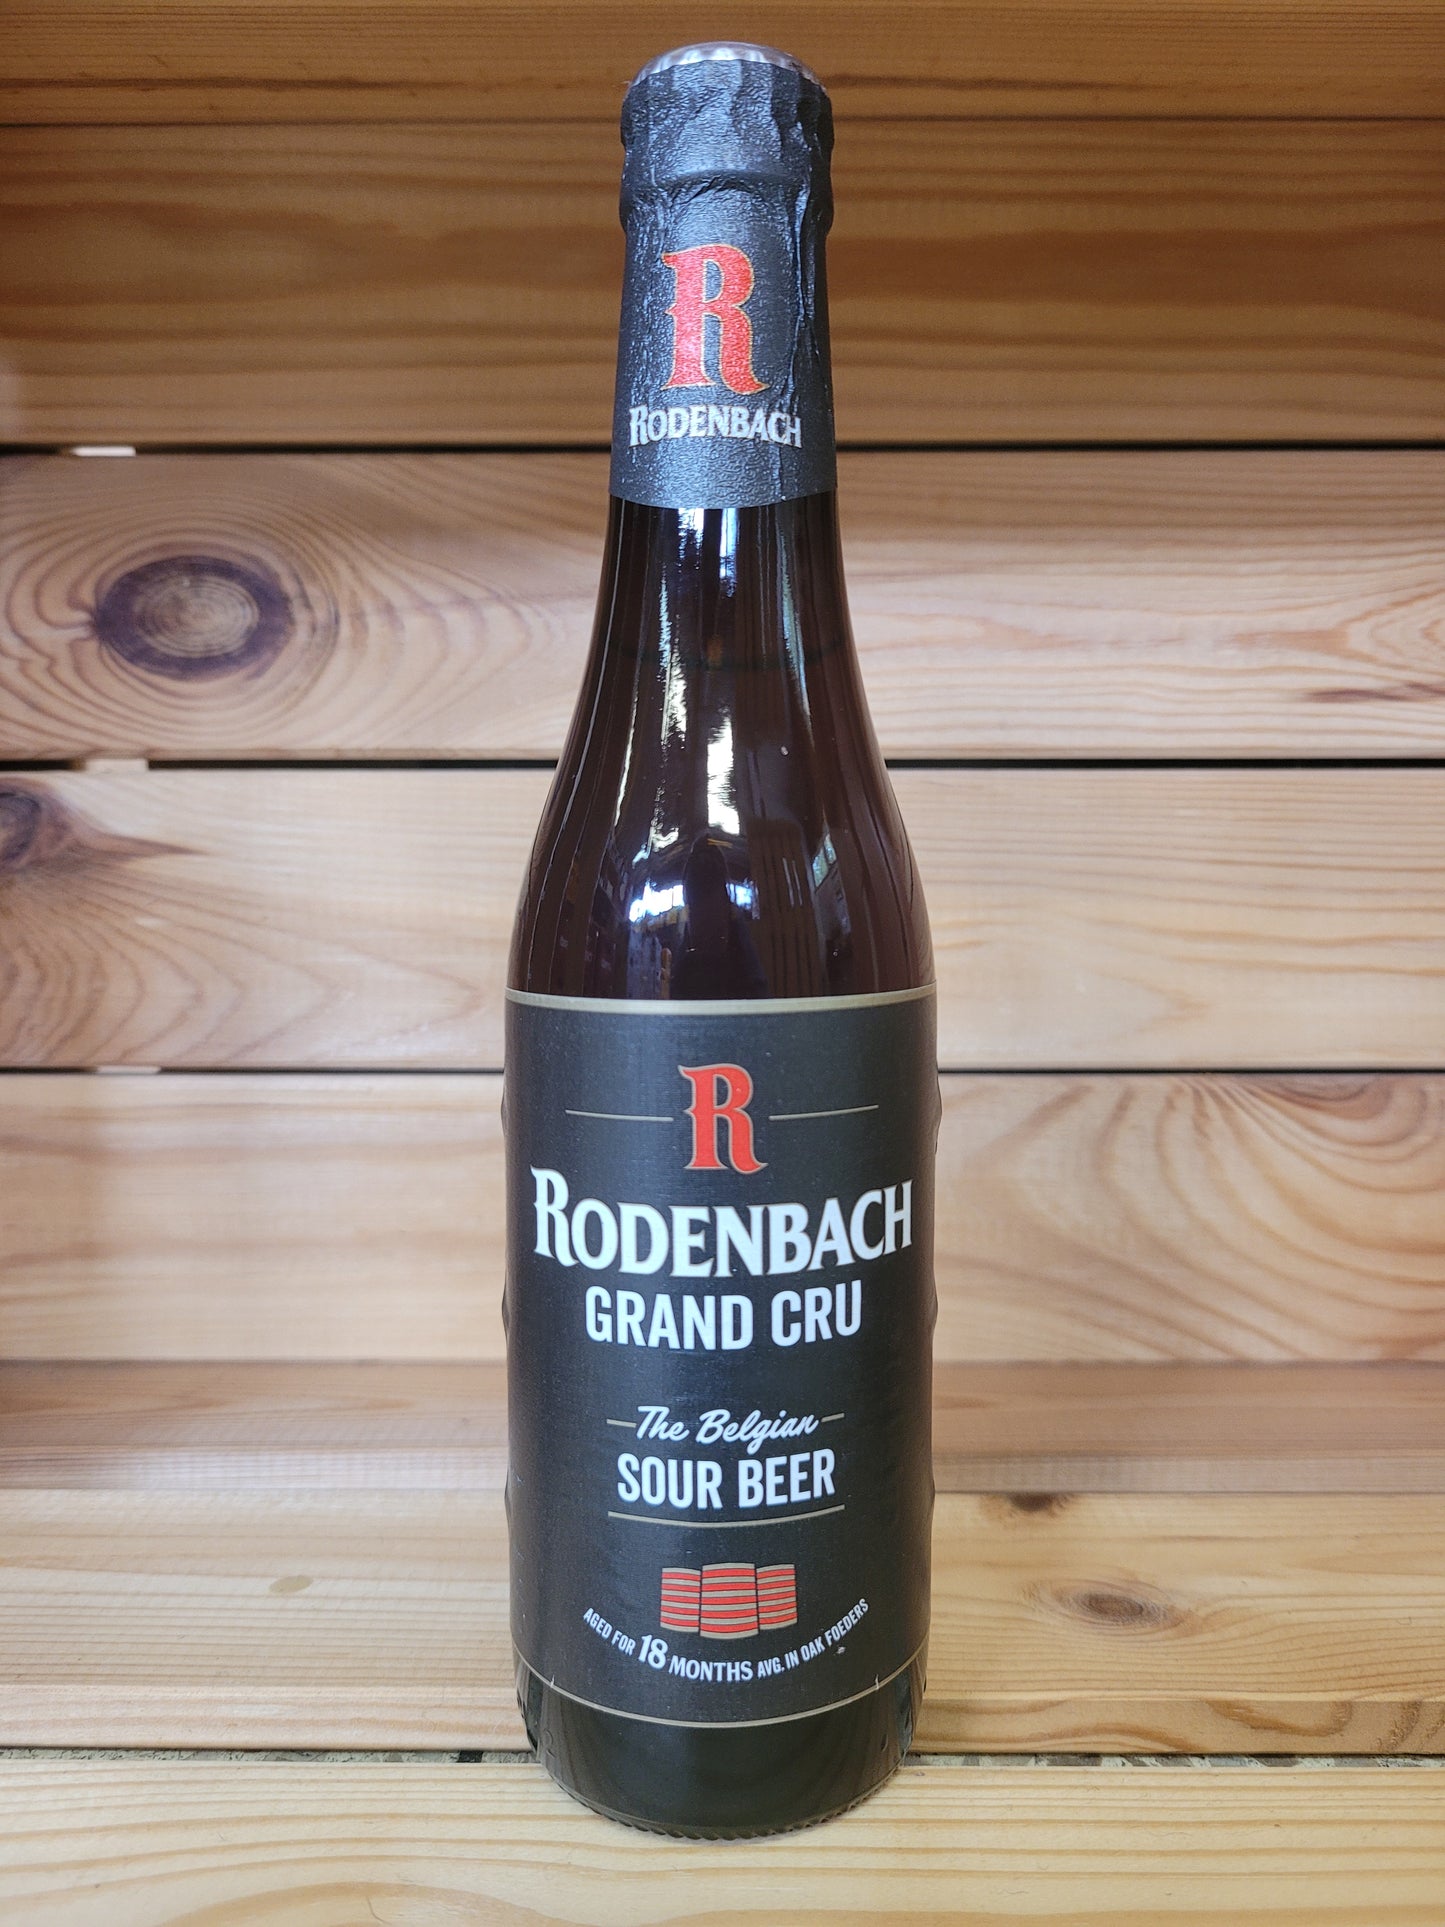 R
RODENBACH
R
RODENBACH
GRAND CRU
The Belgian
SOUR BEER
AGED FOR 18 MONTHS AVG. IN OAK FOEDERS